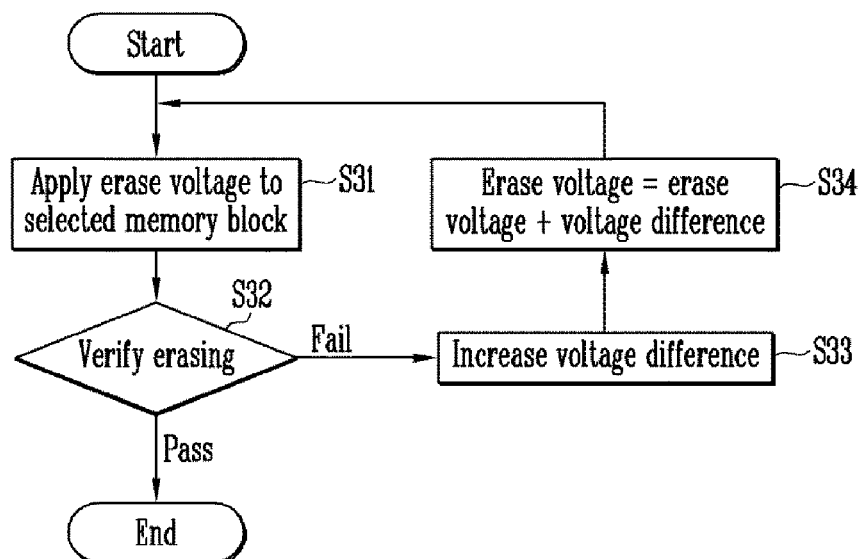 Start
Apply erase voltage to
selected memory block
S31
Erase voltage = erase
voltage + voltage difference
S34
S32
Verify erasing
Fail
Increase voltage difference
S33
Pass
End